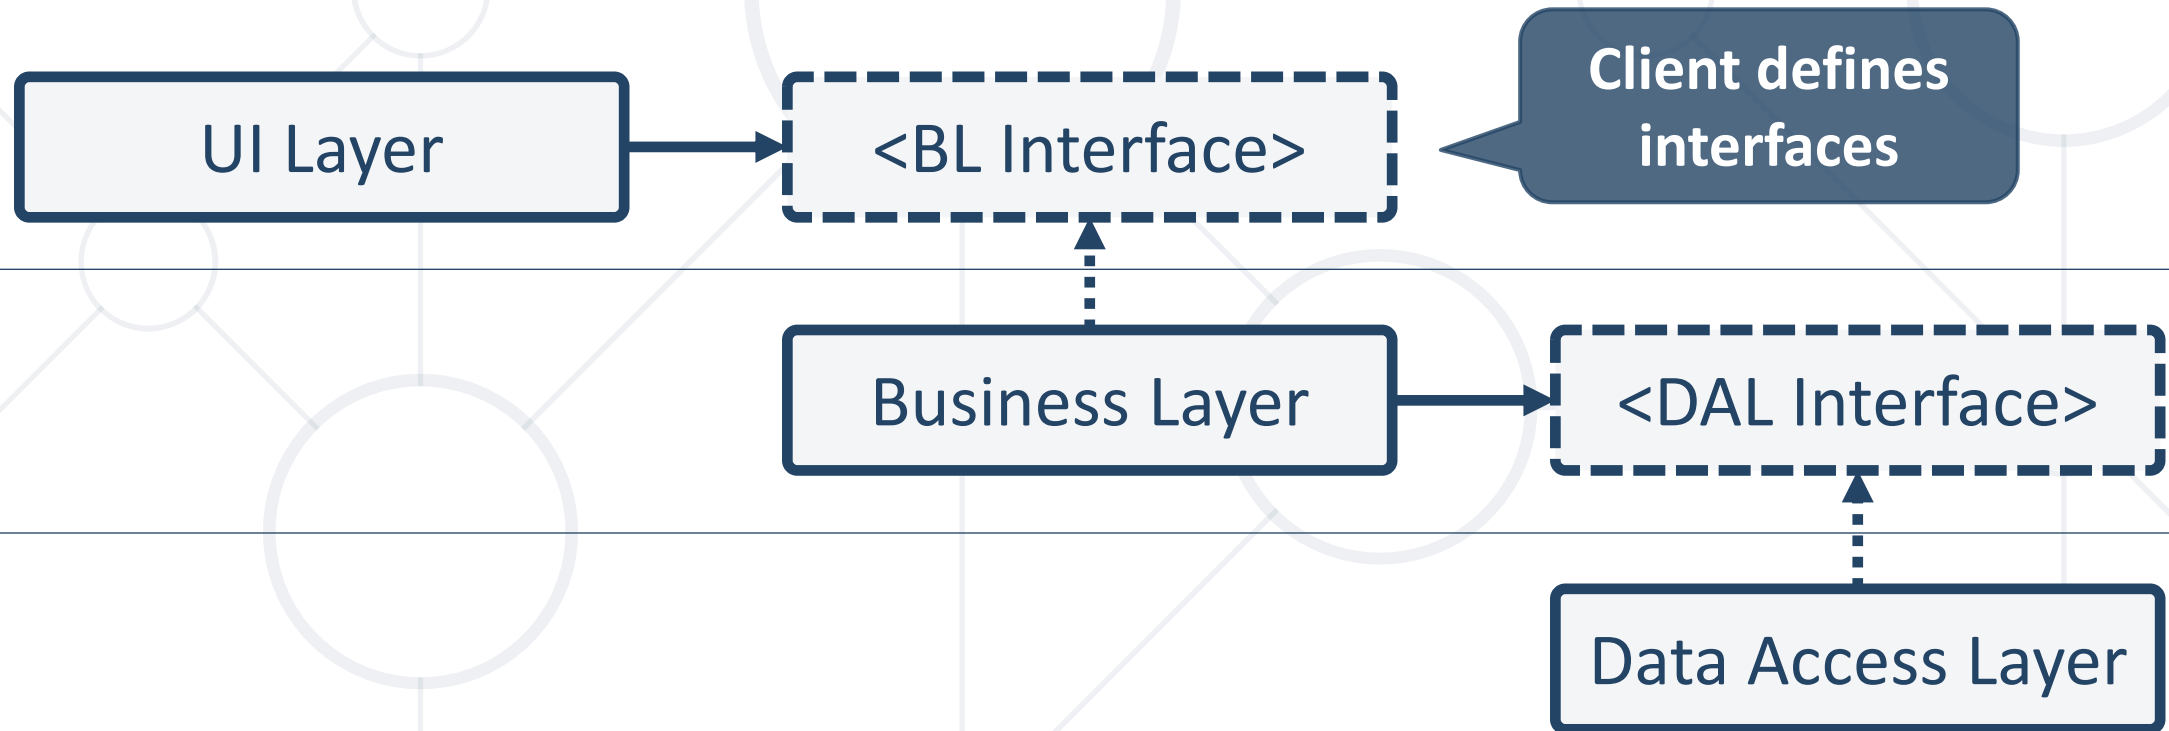 UI Layer
<BL Interface>
Client defines
interfaces
Business Layer
<DAL Interface>
Data Access Layer